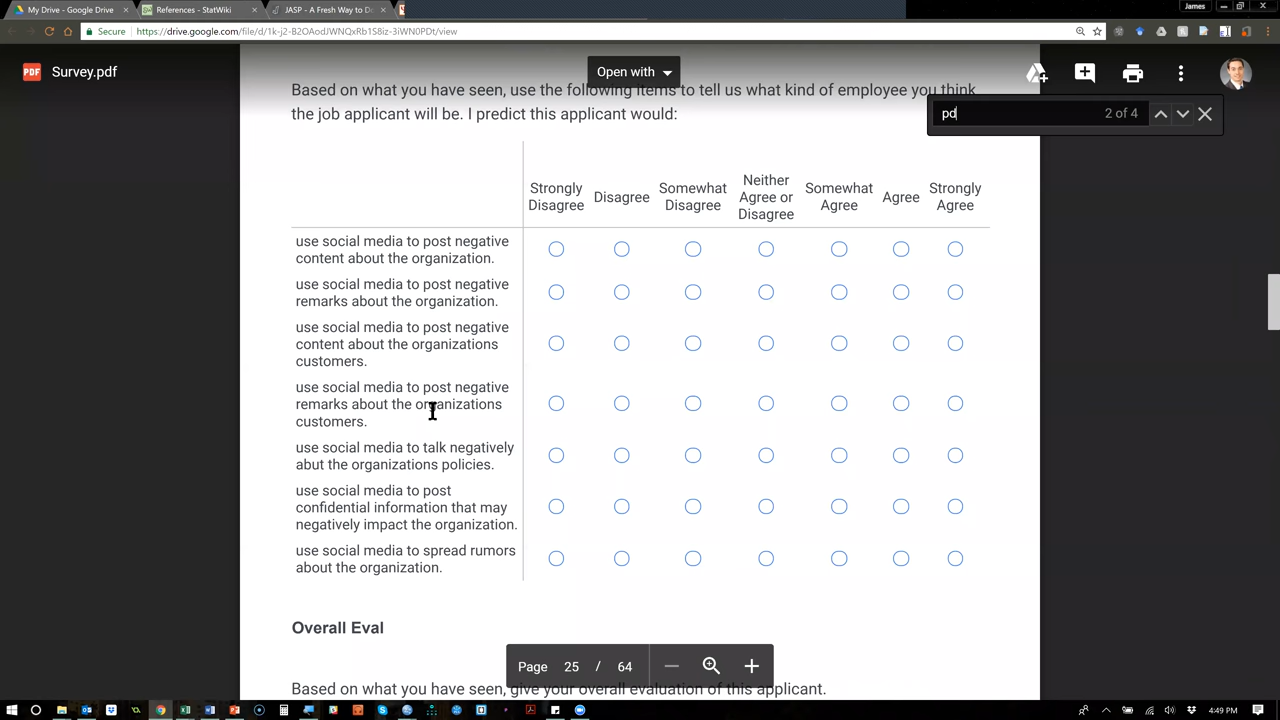 My Drive - Google Drive
References - StatWiki
JASP - A Fresh Way to Do
James
Secure
https://drive.google.com/file/d/1k-j2-B2OAodJWNQxRb1S8iz-3iWN0PDt/view
PDF
Survey.pdf
Open with
pd
2 of 4
Based on what you have seen, use the following items to tell us what kind of employee you think
the job applicant will be. I predict this applicant would:
Strongly Disagree
Disagree
Somewhat Disagree
Neither Agree or Disagree
Somewhat Agree
Agree
Strongly Agree
use social media to post negative
content about the organization.
use social media to post negative
remarks about the organization.
use social media to post negative
content about the organizations
customers.
use social media to post negative
remarks about the organizations
customers.
use social media to talk negatively
abut the organizations policies.
use social media to post
confidential information that may
negatively impact the organization.
use social media to spread rumors
about the organization.
Overall Eval
Page 25 / 64
Based on what you have seen, give your overall evaluation of this applicant.
4:49 PM